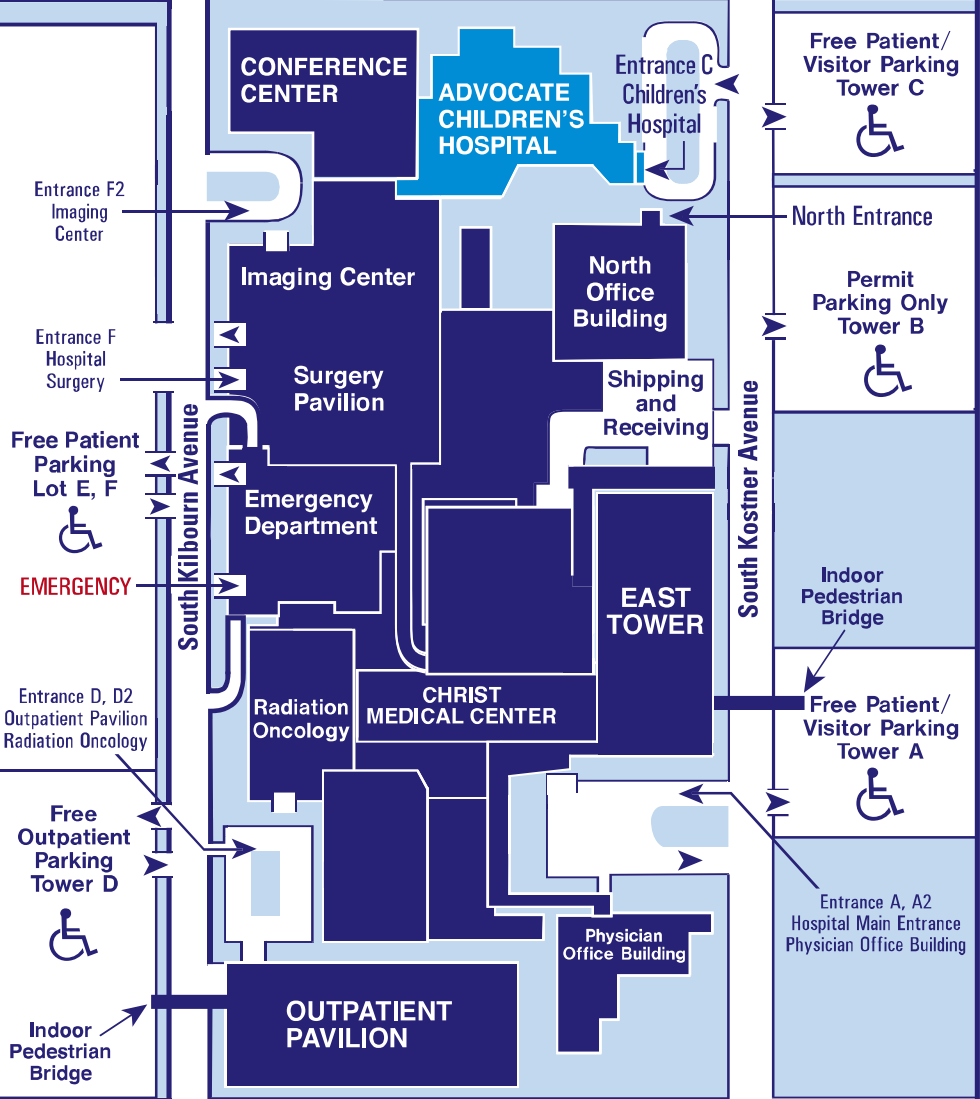 CONFERENCE
CENTER
ADVOCATE
CHILDREN'S
HOSPITAL
Entrance C
Children's
Hospital
Free Patient/
Visitor Parking
Tower C
Entrance F2
Imaging
Center
North Entrance
Imaging Center
North
Office
Building
Permit
Parking Only
Tower B
Entrance F
Hospital
Surgery
Surgery
Pavilion
Shipping
and
Receiving
Free Patient
Parking
Lot E, F
South Kilbourn Avenue
South Kostner Avenue
Emergency
Department
EMERGENCY
EAST
TOWER
Indoor
Pedestrian
Bridge
Entrance D, D2
Outpatient Pavilion
Radiation Oncology
Radiation
Oncology
CHRIST
MEDICAL CENTER
Free Patient/
Visitor Parking
Tower A
Free
Outpatient
Parking
Tower D
Entrance A, A2
Hospital Main Entrance
Physician Office Building
Physician
Office Building
OUTPATIENT
PAVILION
Indoor
Pedestrian
Bridge